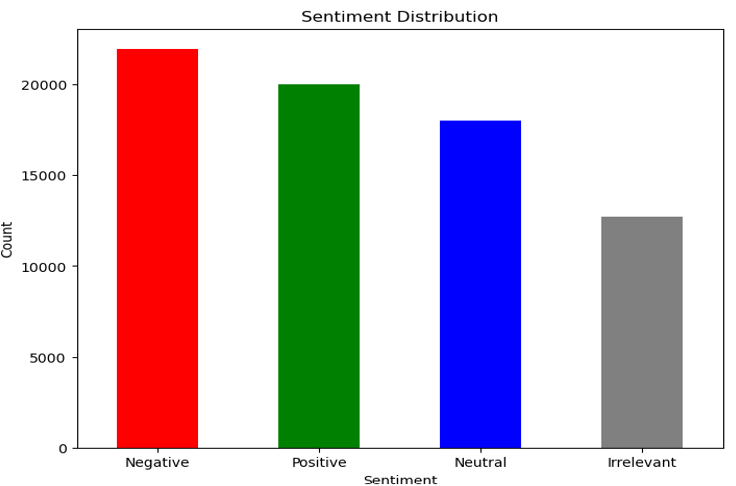 Sentiment Distribution
20000
15000
10000
5000
0
Count
Negative Positive Neutral Irrelevant
Sentiment